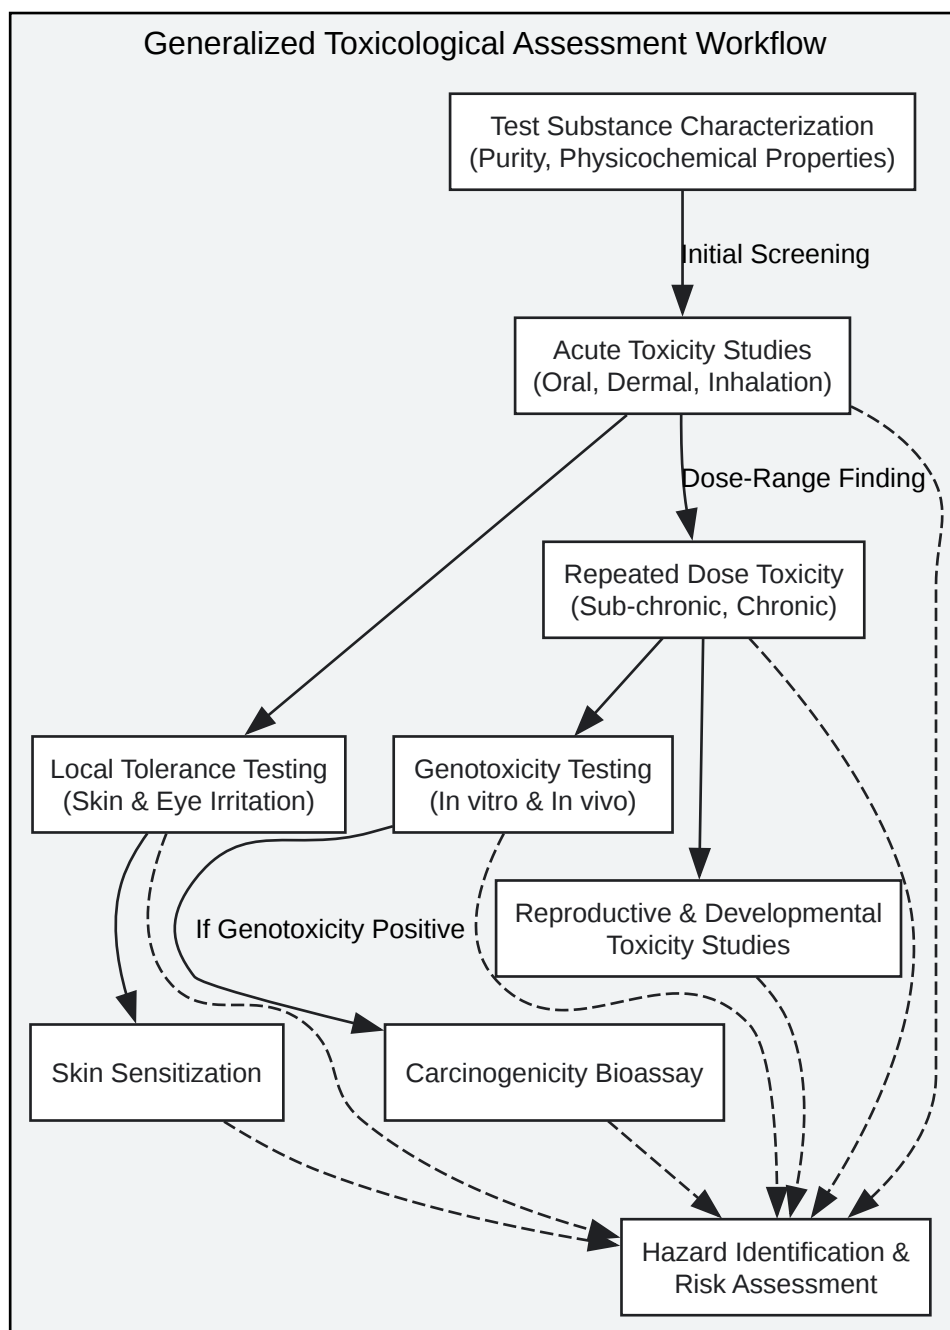 Generalized Toxicological Assessment Workflow
Test Substance Characterization
(Purity, Physicochemical Properties)
Initial Screening
Acute Toxicity Studies
(Oral, Dermal, Inhalation)
Dose-Range Finding
Repeated Dose Toxicity
(Sub-chronic, Chronic)
Local Tolerance Testing
(Skin & Eye Irritation)
Genotoxicity Testing
(In vitro & In vivo)
If Genotoxicity Positive
Reproductive & Developmental
Toxicity Studies
Skin Sensitization
Carcinogenicity Bioassay
Hazard Identification &
Risk Assessment